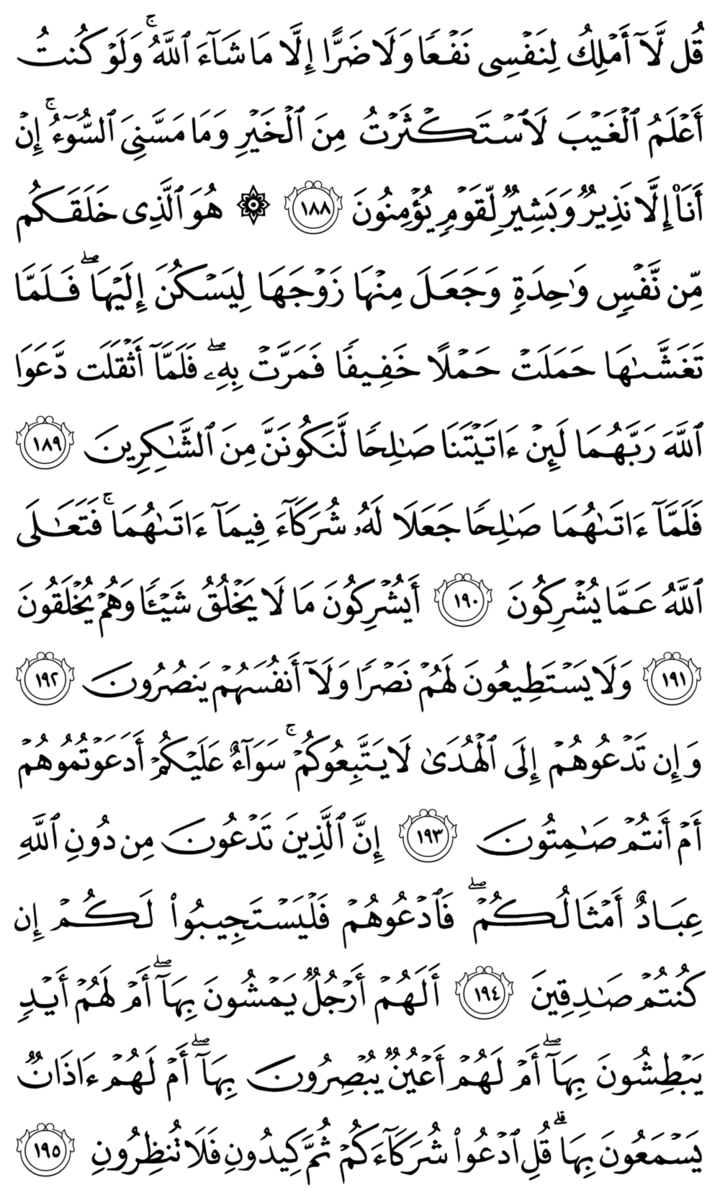 قُل لَّآ أَمْلِكُ لِنَفْسِى نَفْعًا وَلَا ضَرًّا إِلَّا مَا شَآءَ ٱللَّهُ ۚ وَلَوْ كُنتُ
أَعْلَمُ ٱلْغَيْبَ لَٱسْتَكْثَرْتُ مِنَ ٱلْخَيْرِ وَمَا مَسَّنِىَ ٱلسُّوٓءُ ۚ إِنْ
أَنَا۠ إِلَّا نَذِيرٌ وَبَشِيرٌ لِّقَوْمٍ يُؤْمِنُونَ ١٨٨ ۞ هُوَ ٱلَّذِى خَلَقَكُم
مِّن نَّفْسٍ وَٰحِدَةٍ وَجَعَلَ مِنْهَا زَوْجَهَا لِيَسْكُنَ إِلَيْهَا ۖ فَلَمَّا
تَغَشَّىٰهَا حَمَلَتْ حَمْلًا خَفِيفًا فَمَرَّتْ بِهِۦ ۖ فَلَمَّآ أَثْقَلَت دَّعَوَا
ٱللَّهَ رَبَّهُمَا لَئِنْ ءَاتَيْتَنَا صَٰلِحًا لَّنَكُونَنَّ مِنَ ٱلشَّٰكِرِينَ ١٨٩
فَلَمَّآ ءَاتَىٰهُمَا صَٰلِحًا جَعَلَا لَهُۥ شُرَكَآءَ فِيمَآ ءَاتَىٰهُمَا ۚ فَتَعَٰلَى
ٱللَّهُ عَمَّا يُشْرِكُونَ ١٩٠ أَيُشْرِكُونَ مَا لَا يَخْلُقُ شَيْـًٔا وَهُمْ يُخْلَقُونَ
١٩١ وَلَا يَسْتَطِيعُونَ لَهُمْ نَصْرًا وَلَآ أَنفُسَهُمْ يَنصُرُونَ ١٩٢
وَإِن تَدْعُوهُمْ إِلَى ٱلْهُدَىٰ لَا يَتَّبِعُوكُمْ ۚ سَوَآءٌ عَلَيْكُمْ أَدَعَوْتُمُوهُمْ
أَمْ أَنتُمْ صَٰمِتُونَ ١٩٣ إِنَّ ٱلَّذِينَ تَدْعُونَ مِن دُونِ ٱللَّهِ
عِبَادٌ أَمْثَالُكُمْ ۖ فَٱدْعُوهُمْ فَلْيَسْتَجِيبُوا۟ لَكُمْ إِن
كُنتُمْ صَٰدِقِينَ ١٩٤ أَلَهُمْ أَرْجُلٌ يَمْشُونَ بِهَآ ۖ أَمْ لَهُمْ أَيْدٍ
يَبْطِشُونَ بِهَآ ۖ أَمْ لَهُمْ أَعْيُنٌ يُبْصِرُونَ بِهَآ ۖ أَمْ لَهُمْ ءَاذَانٌ
يَسْمَعُونَ بِهَا ۗ قُلِ ٱدْعُوا۟ شُرَكَآءَكُمْ ثُمَّ كِيدُونِ فَلَا تُنظِرُونِ ١٩٥